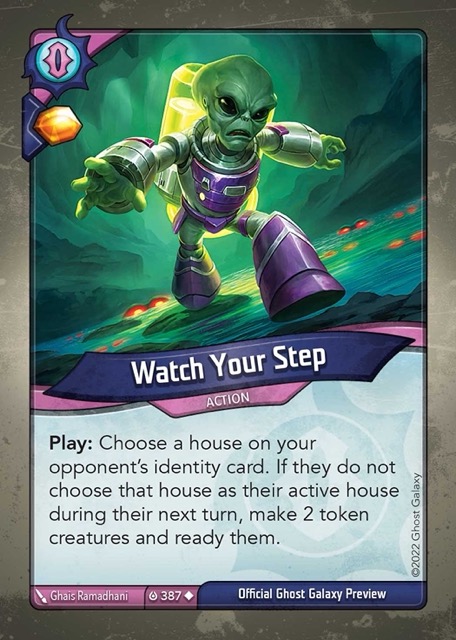 Watch Your Step
ACTION
Play: Choose a house on your
opponent's identity card. If they do not
choose that house as their active house
during their next turn, make 2 token
creatures and ready them.
©2022 Ghost Galaxy
Ghais Ramadhani
387
Official Ghost Galaxy Preview